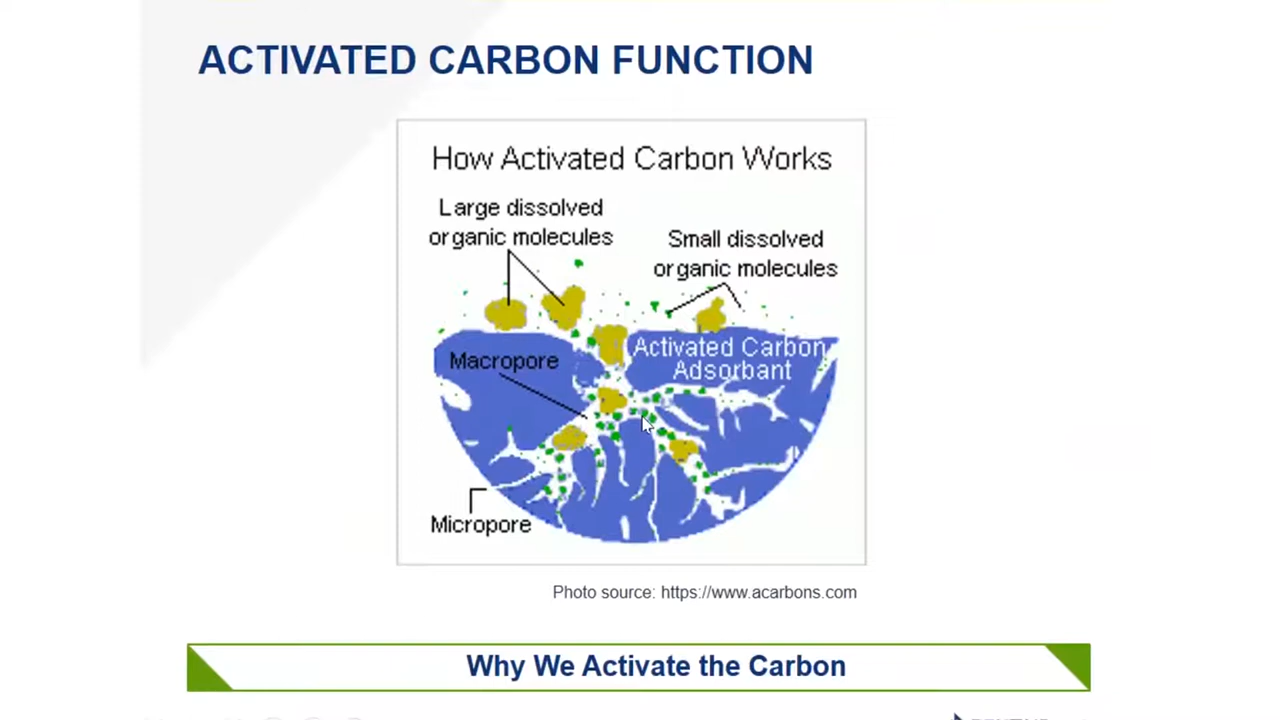 ACTIVATED CARBON FUNCTION
How Activated Carbon Works
Large dissolved
organic molecules
Small dissolved
organic molecules
Macropore
Activated Carbon
Adsorbant
Micropore
Photo source: https://www.acarbons.com
Why We Activate the Carbon